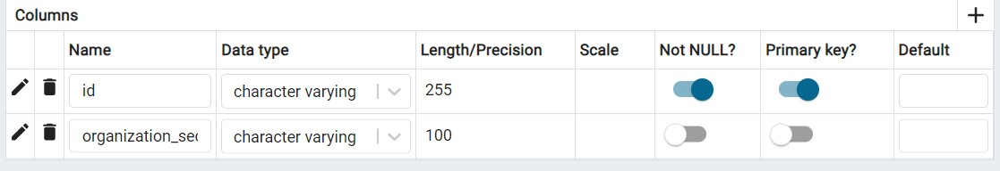 Columns
Name Data type Length/Precision Scale Not NULL? Primary key? Default
id character varying 255
organization_sec character varying 100